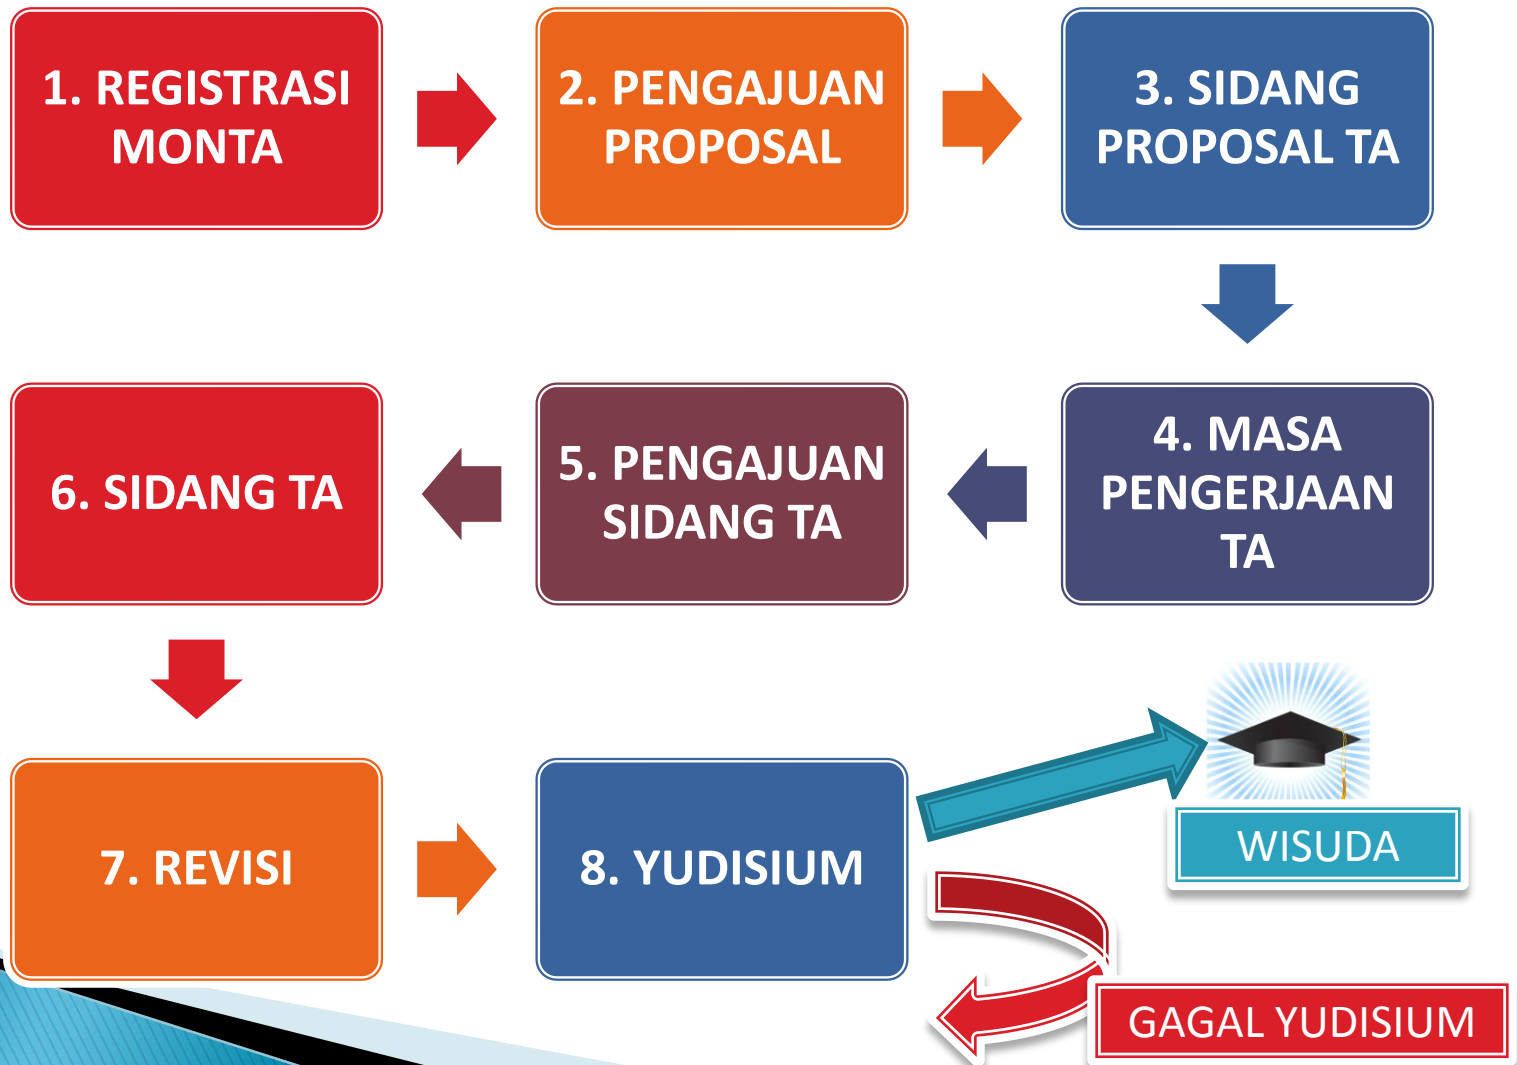 1. REGISTRASI
MONTA
2. PENGAJUAN
PROPOSAL
3. SIDANG
PROPOSAL TA
4. MASA
PENGERJAAN
TA
5. PENGAJUAN
SIDANG TA
6. SIDANG TA
7. REVISI
8. YUDISIUM
WISUDA
GAGAL YUDISIUM